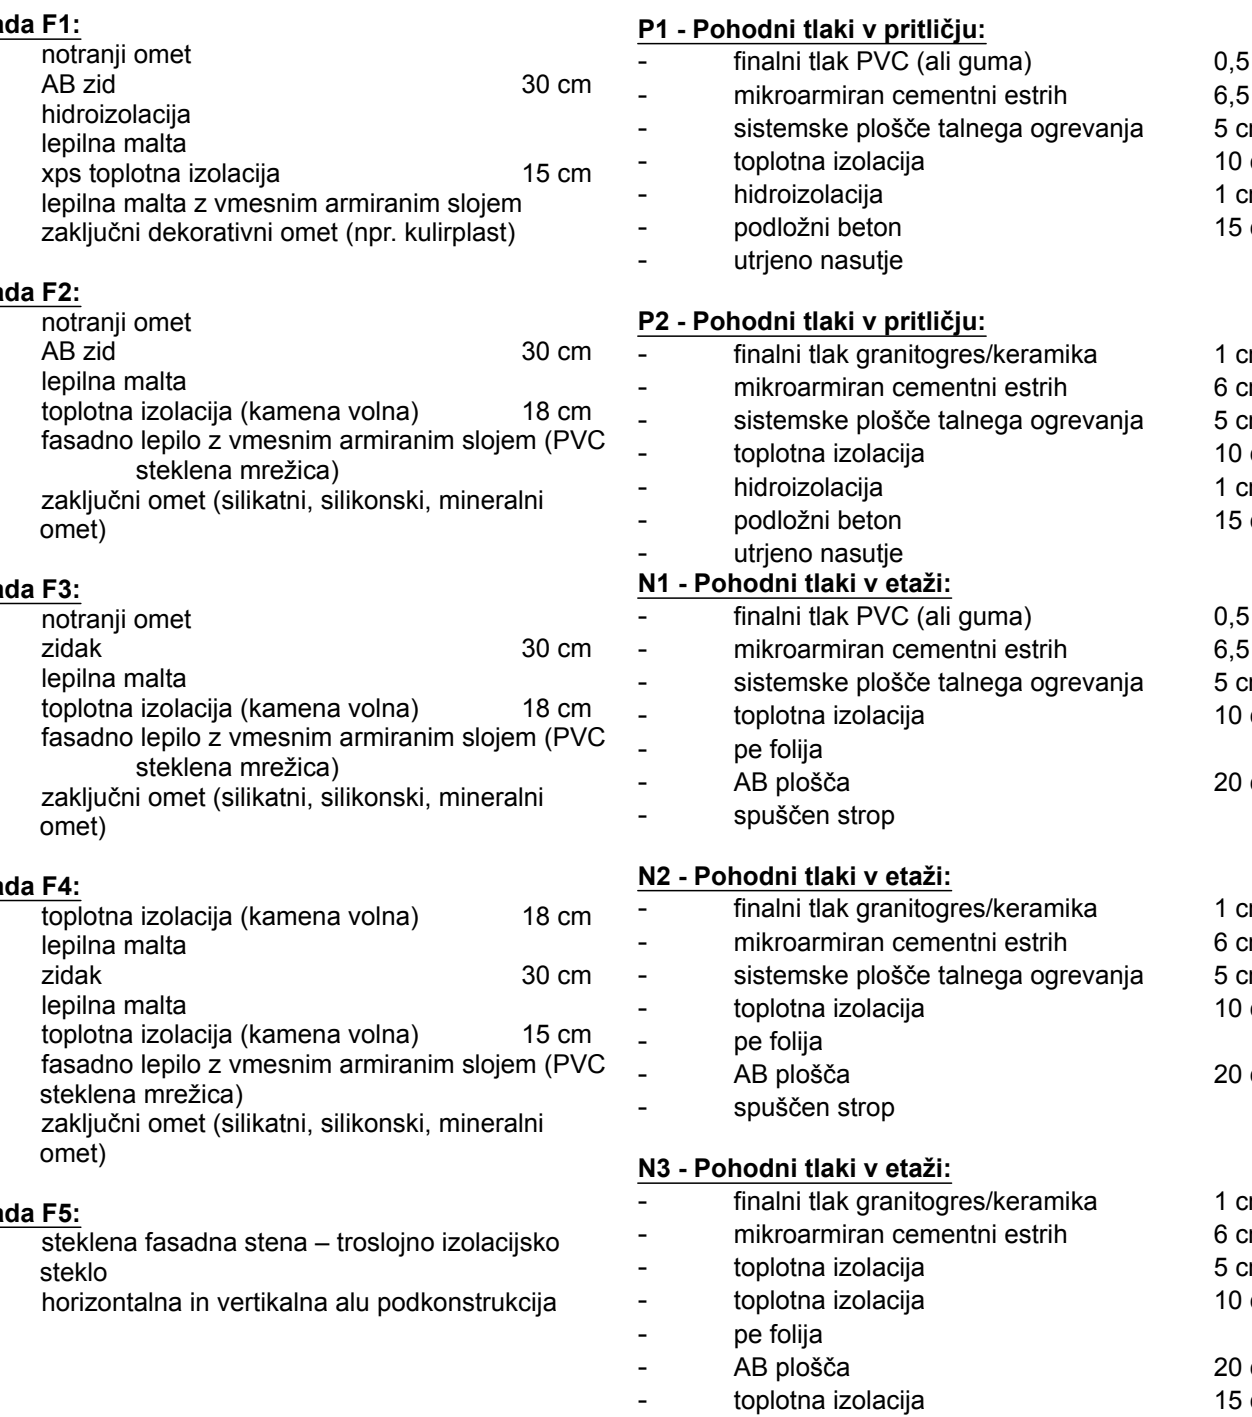 F1:
notranji omet
AB zid 30 cm
hidroizolacija
lepilna malta
xps toplotna izolacija 15 cm
lepilna malta z vmesnim armiranim slojem
zaključni dekorativni omet (npr. kulirplast)
F2:
notranji omet
AB zid 30 cm
lepilna malta
toplotna izolacija (kamena volna) 18 cm
fasadno lepilo z vmesnim armiranim slojem (PVC
steklena mrežica)
zaključni omet (silikatni, silikonski, mineralni
omet)
F3:
notranji omet
zidak 30 cm
lepilna malta
toplotna izolacija (kamena volna) 18 cm
fasadno lepilo z vmesnim armiranim slojem (PVC
steklena mrežica)
zaključni omet (silikatni, silikonski, mineralni
omet)
F4:
toplotna izolacija (kamena volna) 18 cm
lepilna malta
zidak 30 cm
lepilna malta
toplotna izolacija (kamena volna) 15 cm
fasadno lepilo z vmesnim armiranim slojem (PVC
steklena mrežica)
zaključni omet (silikatni, silikonski, mineralni
omet)
F5:
steklena fasadna stena – troslojno izolacijsko
steklo
horizontalna in vertikalna alu podkonstrukcija
P1 - Pohodni tlaki v pritličju:
- finalni tlak PVC (ali guma) 0,5
- mikroarmiran cementni estrih 6,5
- sistemske plošče talnega ogrevanja 5
- toplotna izolacija 10
- hidroizolacija 1
- podložni beton 15
- utrjeno nasutje
P2 - Pohodni tlaki v pritličju:
- finalni tlak granitogres/keramika 1
- mikroarmiran cementni estrih 6
- sistemske plošče talnega ogrevanja 5
- toplotna izolacija 10
- hidroizolacija 1
- podložni beton 15
- utrjeno nasutje
N1 - Pohodni tlaki v etaži:
- finalni tlak PVC (ali guma) 0,5
- mikroarmiran cementni estrih 6,5
- sistemske plošče talnega ogrevanja 5
- toplotna izolacija 10
- pe folija
- AB plošča 20
- spuščen strop
N2 - Pohodni tlaki v etaži:
- finalni tlak granitogres/keramika 1
- mikroarmiran cementni estrih 6
- sistemske plošče talnega ogrevanja 5
- toplotna izolacija 10
- pe folija
- AB plošča 20
- spuščen strop
N3 - Pohodni tlaki v etaži:
- finalni tlak granitogres/keramika 1
- mikroarmiran cementni estrih 6
- toplotna izolacija 5
- toplotna izolacija 10
- pe folija
- AB plošča 20
- toplotna izolacija 15